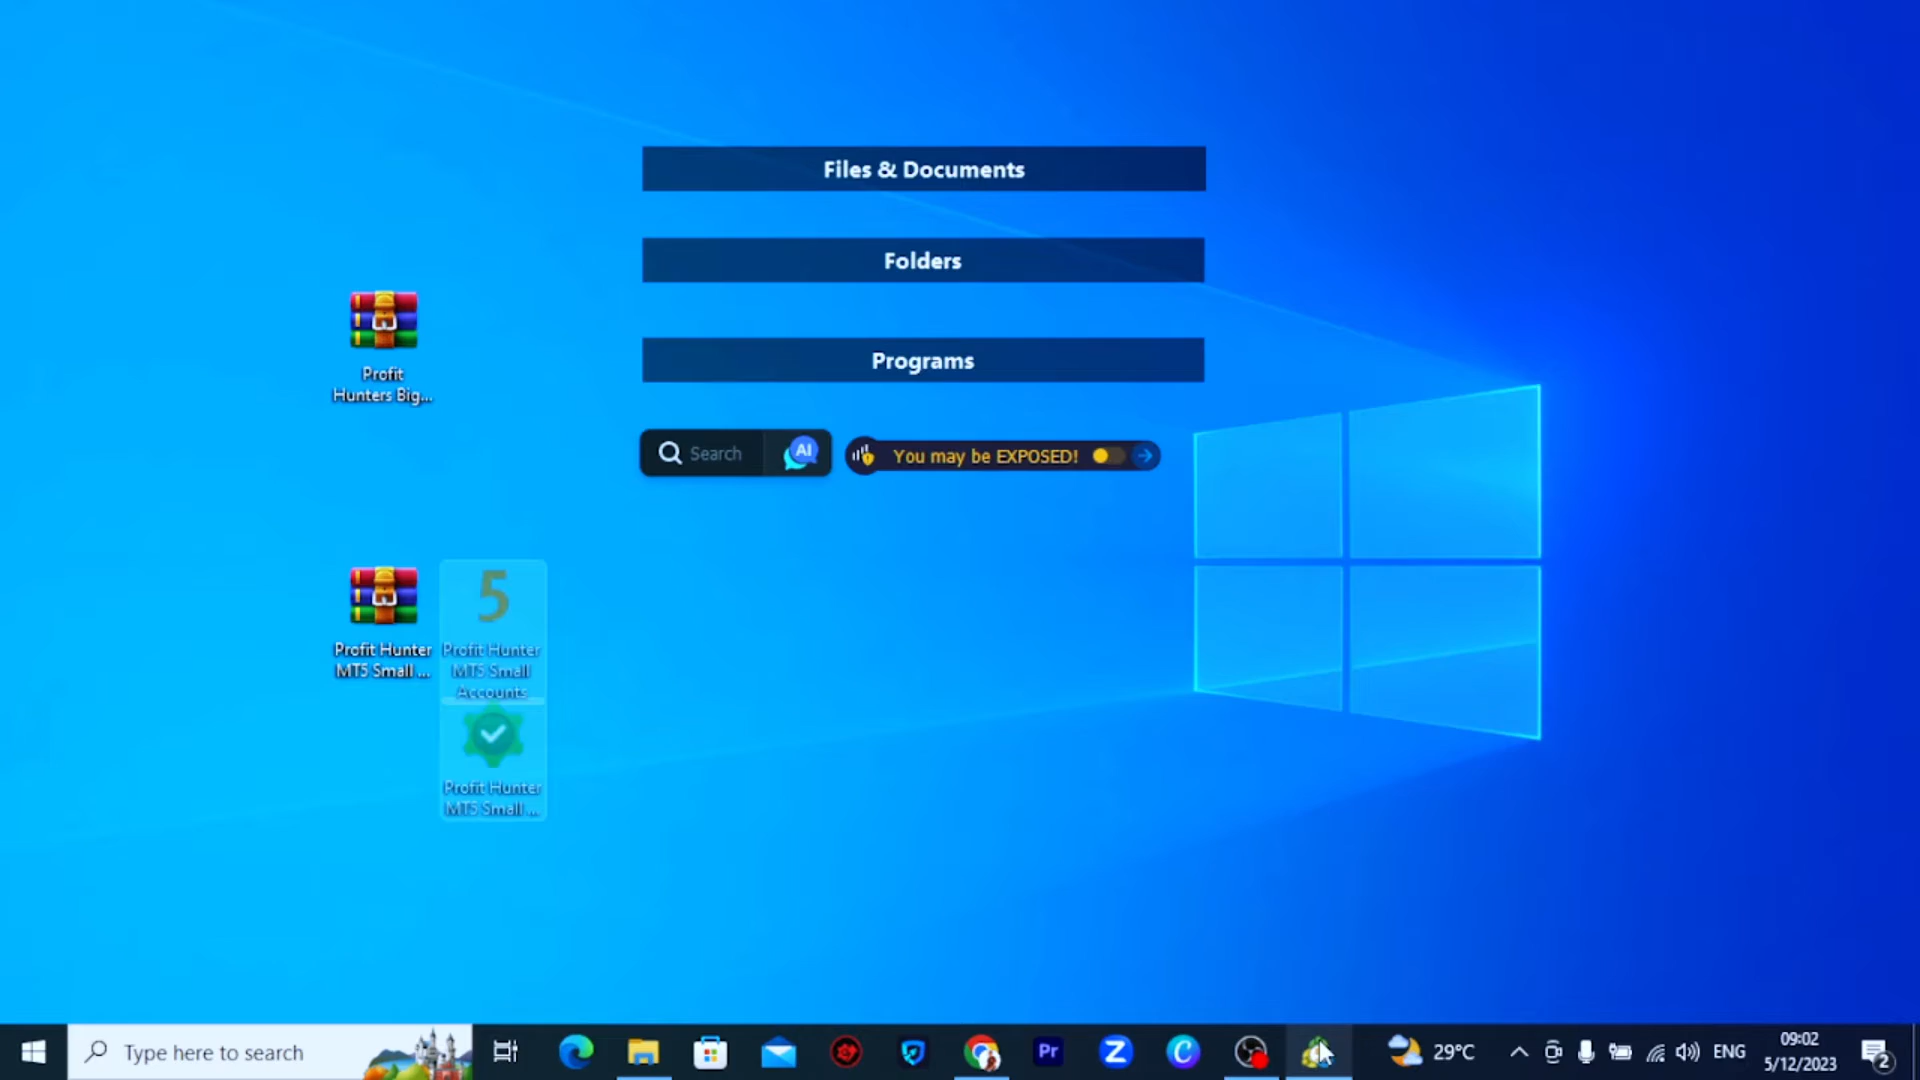 Files & Documents
Folders
Programs
Search
AI
You may be EXPOSED!
Profit
Hunters Big...
5
Profit Hunter
MT5 Small ...
Profit Hunter
MT5 Small
Accounts
Profit Hunter
MT5 Small ...
Type here to search
Pr
Z
C
29°C
ENG
09:02
5/12/2023
2